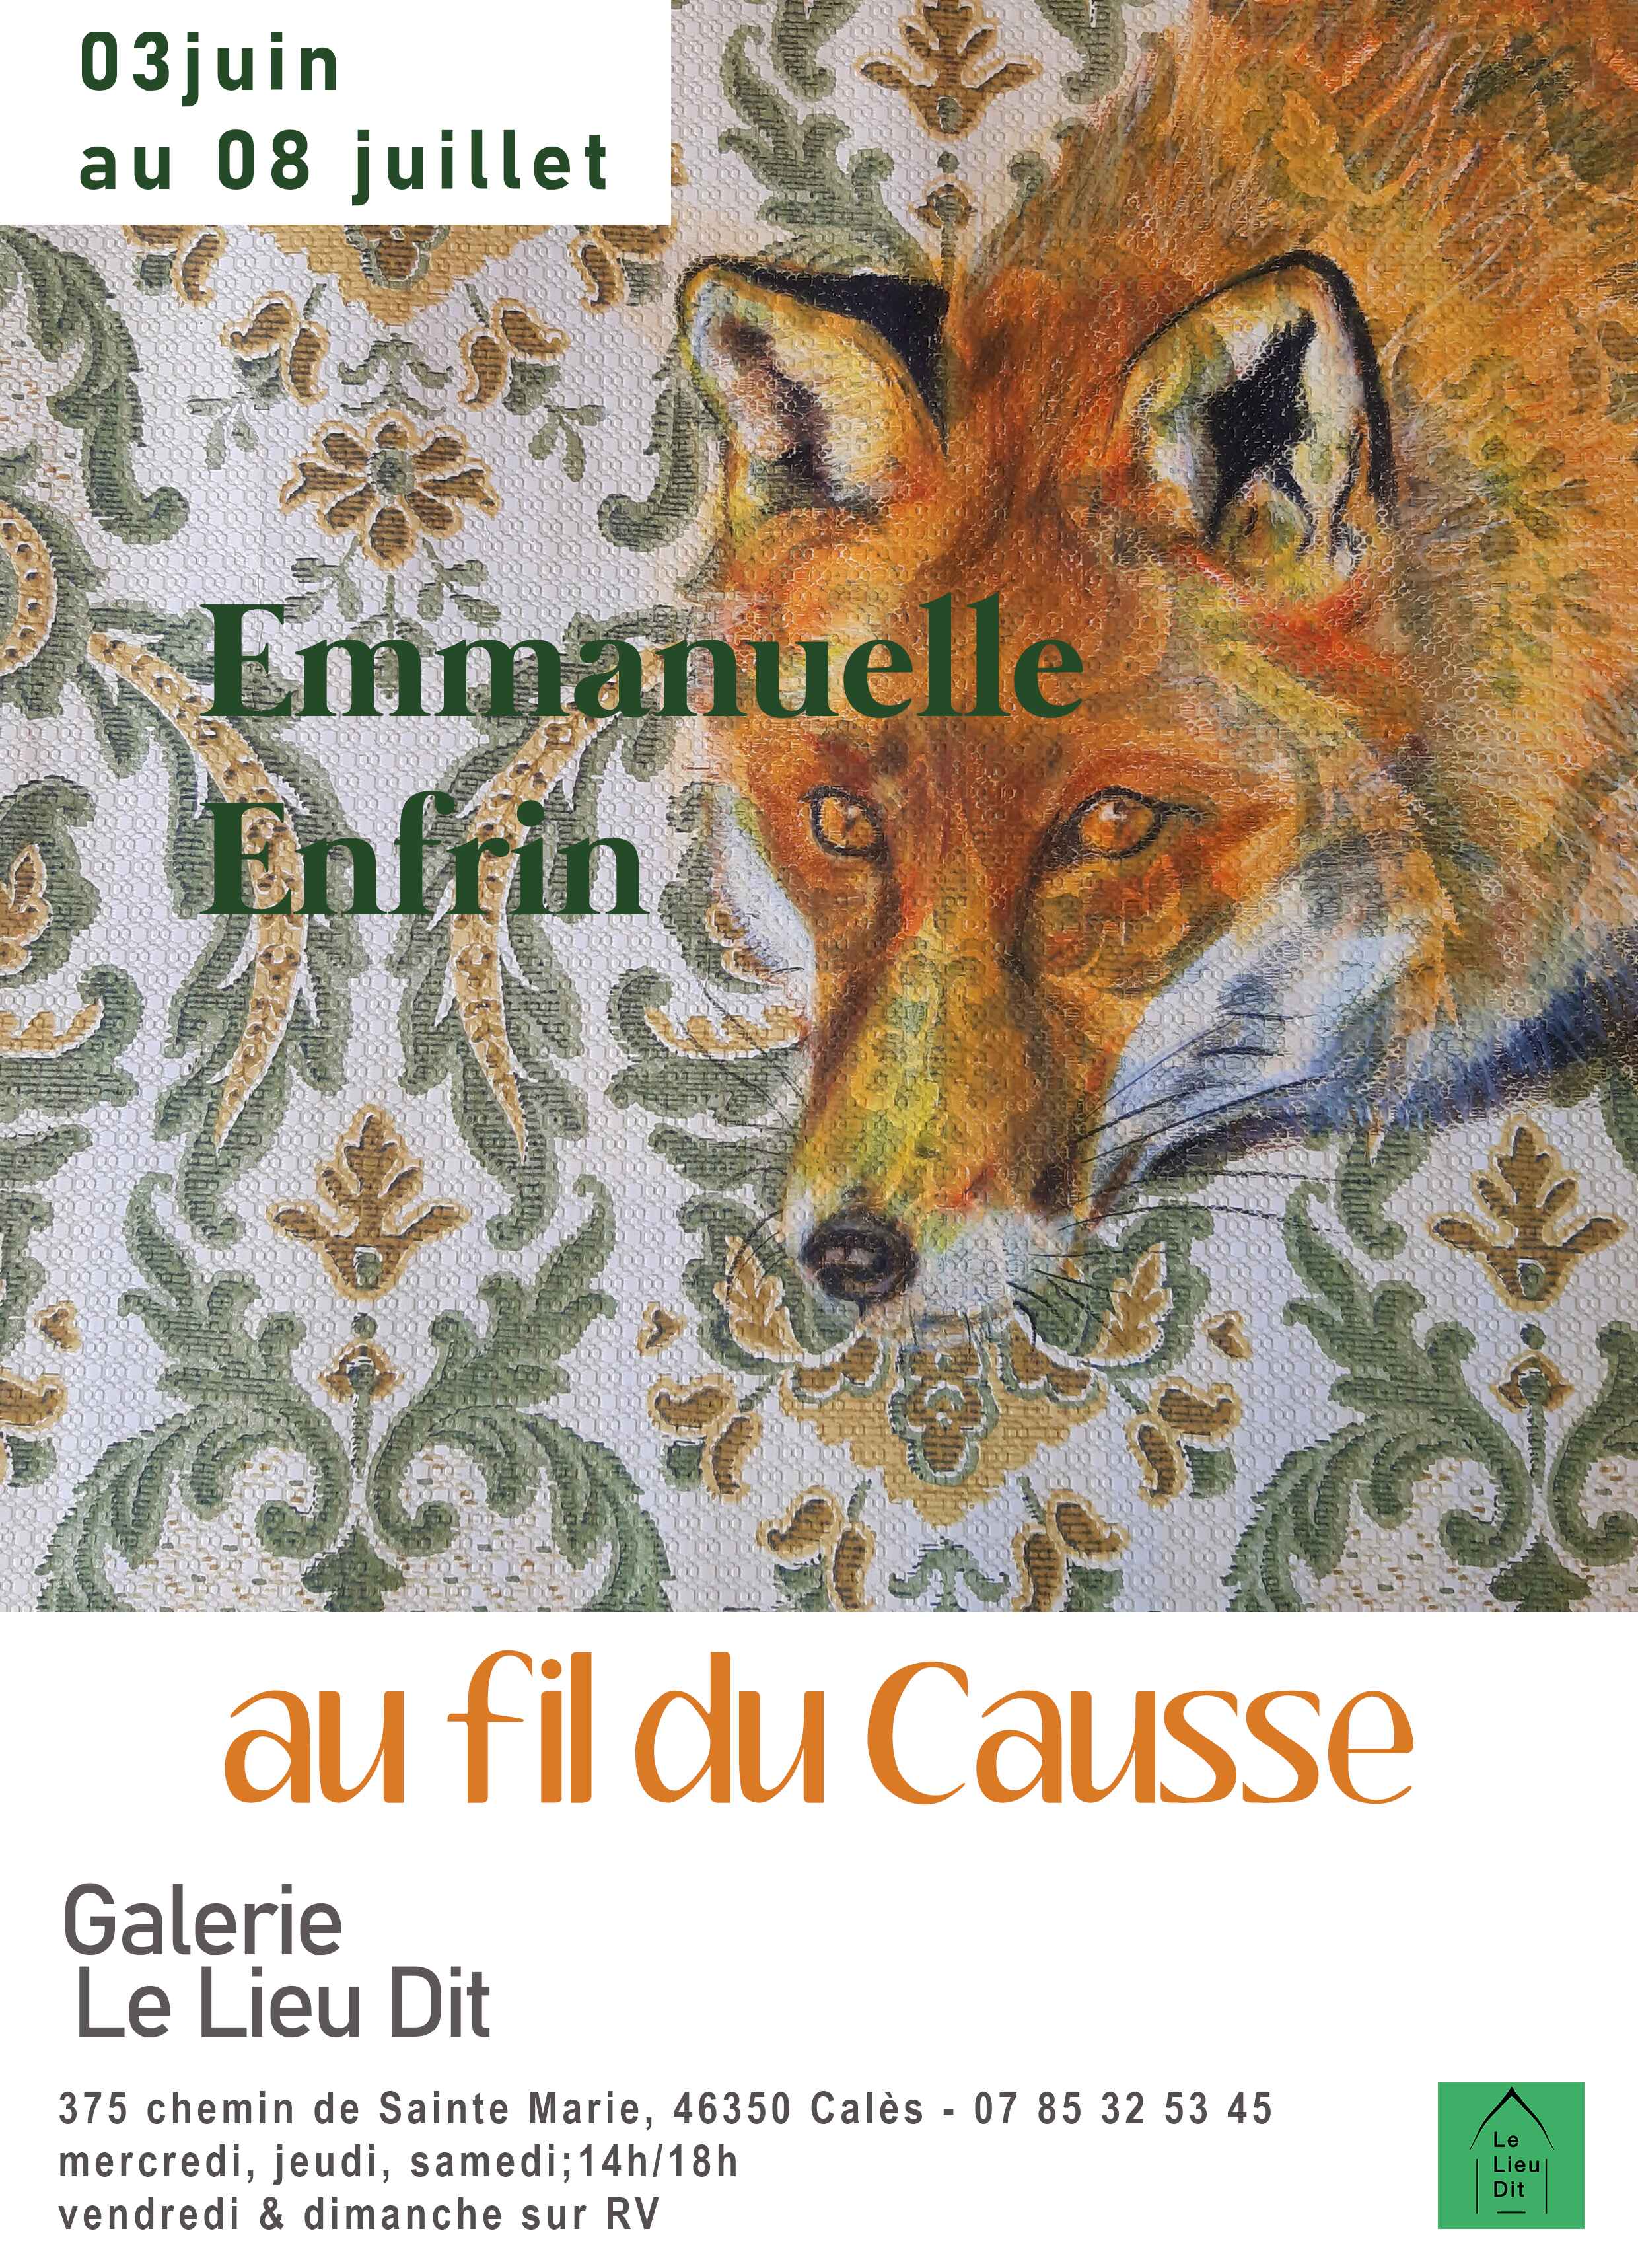 03juin
au 08 juillet
Emmanuelle
Enfrin
au fil du Causse
Galerie
Le Lieu Dit
375 chemin de Sainte Marie, 46350 Calès - 07 85 32 53 45
mercredi, jeudi, samedi;14h/18h
vendredi & dimanche sur RV
Le
Lieu
Dit